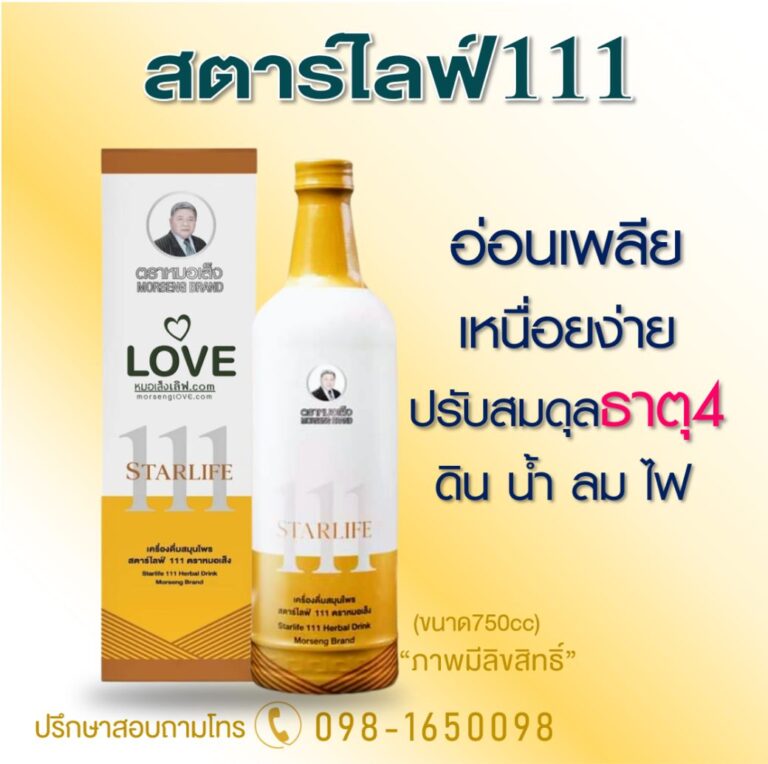 สตาร์ไลฟ์111
ตราหมอเส็ง
MORSENG BRAND
LOVE
หมอเส็งเลิฟ.com
morsenglOVE.com
111
STARLIFE
เครื่องดื่มสมุนไพร
สตาร์ไลฟ์ 111 ตราหมอเส็ง
Starlife 111 Herbal Drink
Morseng Brand
ตราหมอเส็ง
MORSENG BRAND
111
STARLIFE
เครื่องดื่มสมุนไพร
สตาร์ไลฟ์ 111 ตราหมอเส็ง
Starlife 111 Herbal Drink
Morseng Brand
อ่อนเพลีย
เหนื่อยง่าย
ปรับสมดุลธาตุ4
ดิน น้ำ ลม ไฟ
(ขนาด750cc)
“ภาพมีลิขสิทธิ์”
ปรึกษาสอบถามโทร 098-1650098